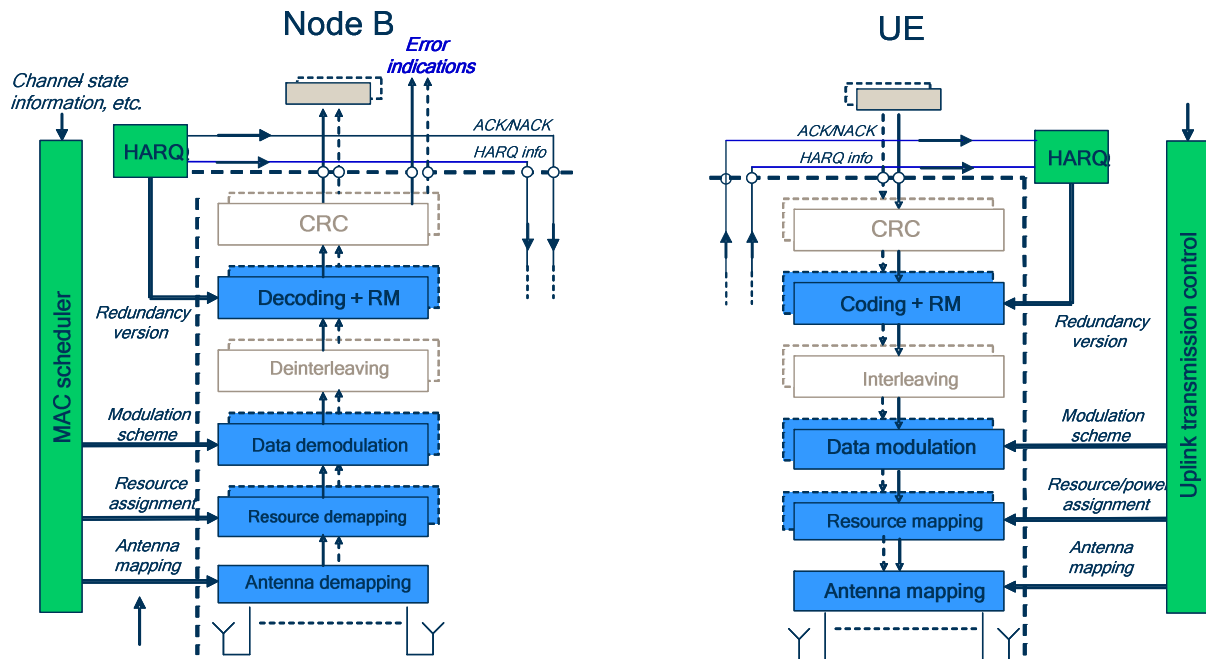 Node B
Error
indications
Channel state
information, etc.
HARQ
ACK/NACK
HARQ info
CRC
Decoding + RM
Redundancy
version
Deinterleaving
MAC scheduler
Modulation
scheme
Data demodulation
Resource
assignment
Resource demapping
Antenna
mapping
Antenna demapping
UE
ACK/NACK
HARQ info
HARQ
CRC
Coding + RM
Redundancy
version
Interleaving
Uplink transmission control
Modulation
scheme
Data modulation
Resource/power
assignment
Resource mapping
Antenna
mapping
Antenna mapping